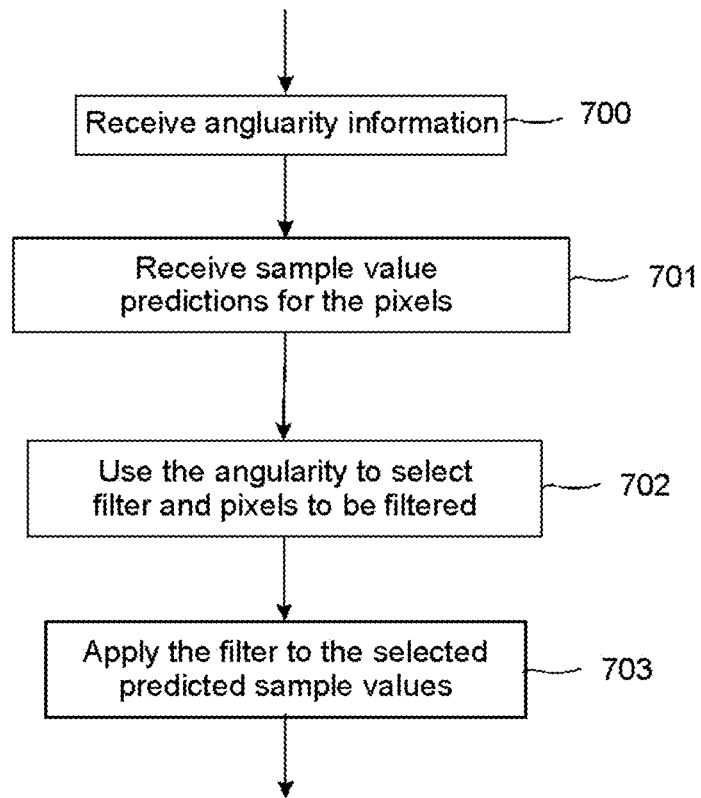 Receive angluarity information
700
Receive sample value
predictions for the pixels
701
Use the angularity to select
filter and pixels to be filtered
702
Apply the filter to the selected
predicted sample values
703